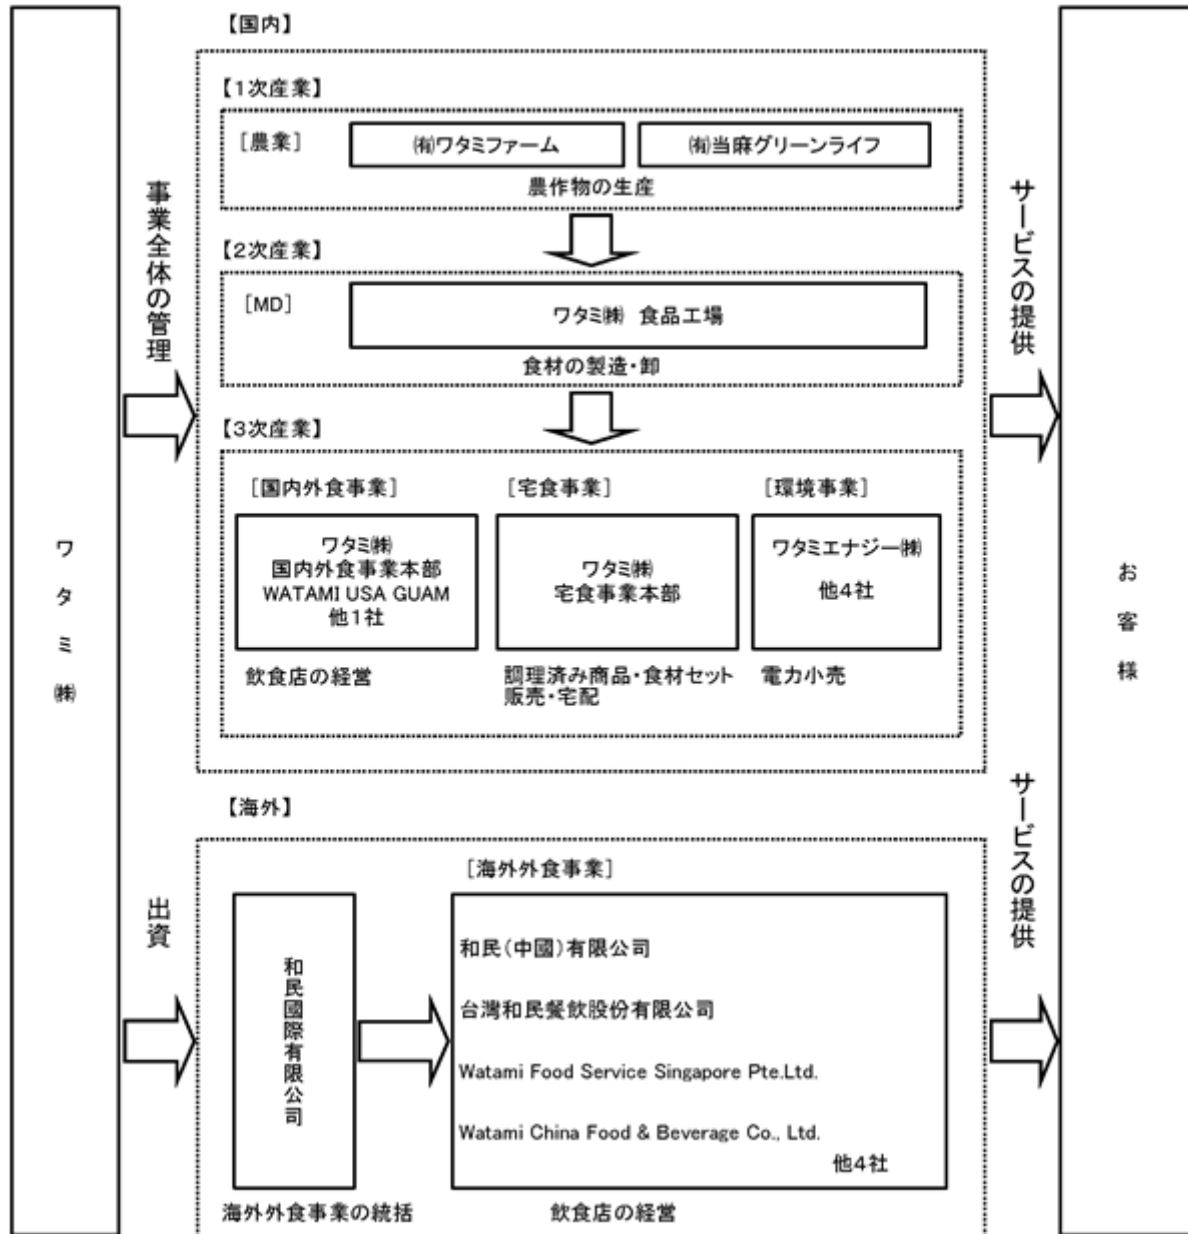 【国内】
【1次産業】
[農業]
㈲ワタミファーム
㈲当麻グリーンライフ
農作物の生産
【2次産業】
[MD]
ワタミ㈱ 食品工場
食材の製造・卸
【3次産業】
[国内外食事業]
[宅食事業]
[環境事業]
ワタミ㈱
国内外食事業本部
WATAMI USA GUAM
他1社
ワタミ㈱
宅食事業本部
ワタミエナジー㈱
他4社
飲食店の経営
調理済み商品・食材セット
販売・宅配
電力小売
事業全体の管理
サービスの提供
ワタミ㈱
お客様
【海外】
出資
[海外外食事業]
和民國際有限公司
和民(中國)有限公司
台灣和民餐飲股份有限公司
Watami Food Service Singapore Pte.Ltd.
Watami China Food & Beverage Co., Ltd.
他4社
海外外食事業の統括
飲食店の経営
サービスの提供